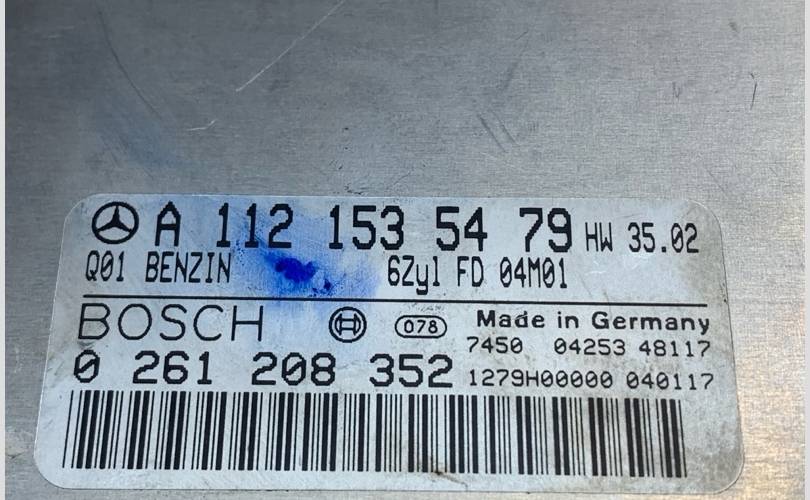 A 112 153 54 79 HW 35.02
Q01 BENZIN 6Zyl FD 04M01
BOSCH 078 Made in Germany
7450 04253 48117
0 261 208 352 1279H00000 040117